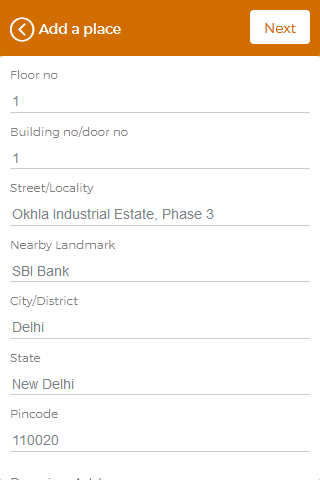 Add a place
Next
Floor no
1
Building no/door no
1
Street/Locality
Okhla Industrial Estate, Phase 3
Nearby Landmark
SBI Bank
City/District
Delhi
State
New Delhi
Pincode
110020